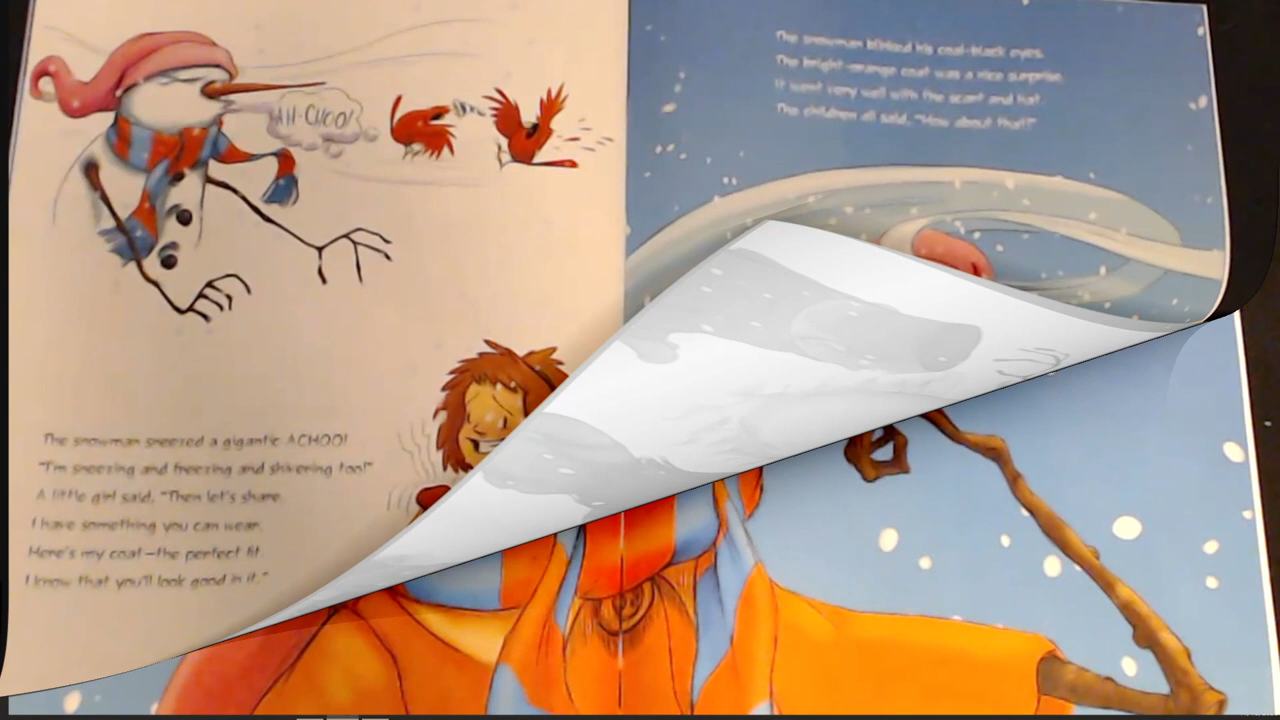 AH-CHOO!
The snowman sneezed a gigantic ACHOO!
"I'm sneezing and freezing and shivering too!"
A little girl said, "Then let's share.
I have something you can wear.
Here's my coat—the perfect fit.
I know that you'll look good in it."
The snowman blinked his coal-black eyes.
The bright-orange coat was a nice surprise.
It went very well with the scarf and hat.
The children all said, "How about that!"